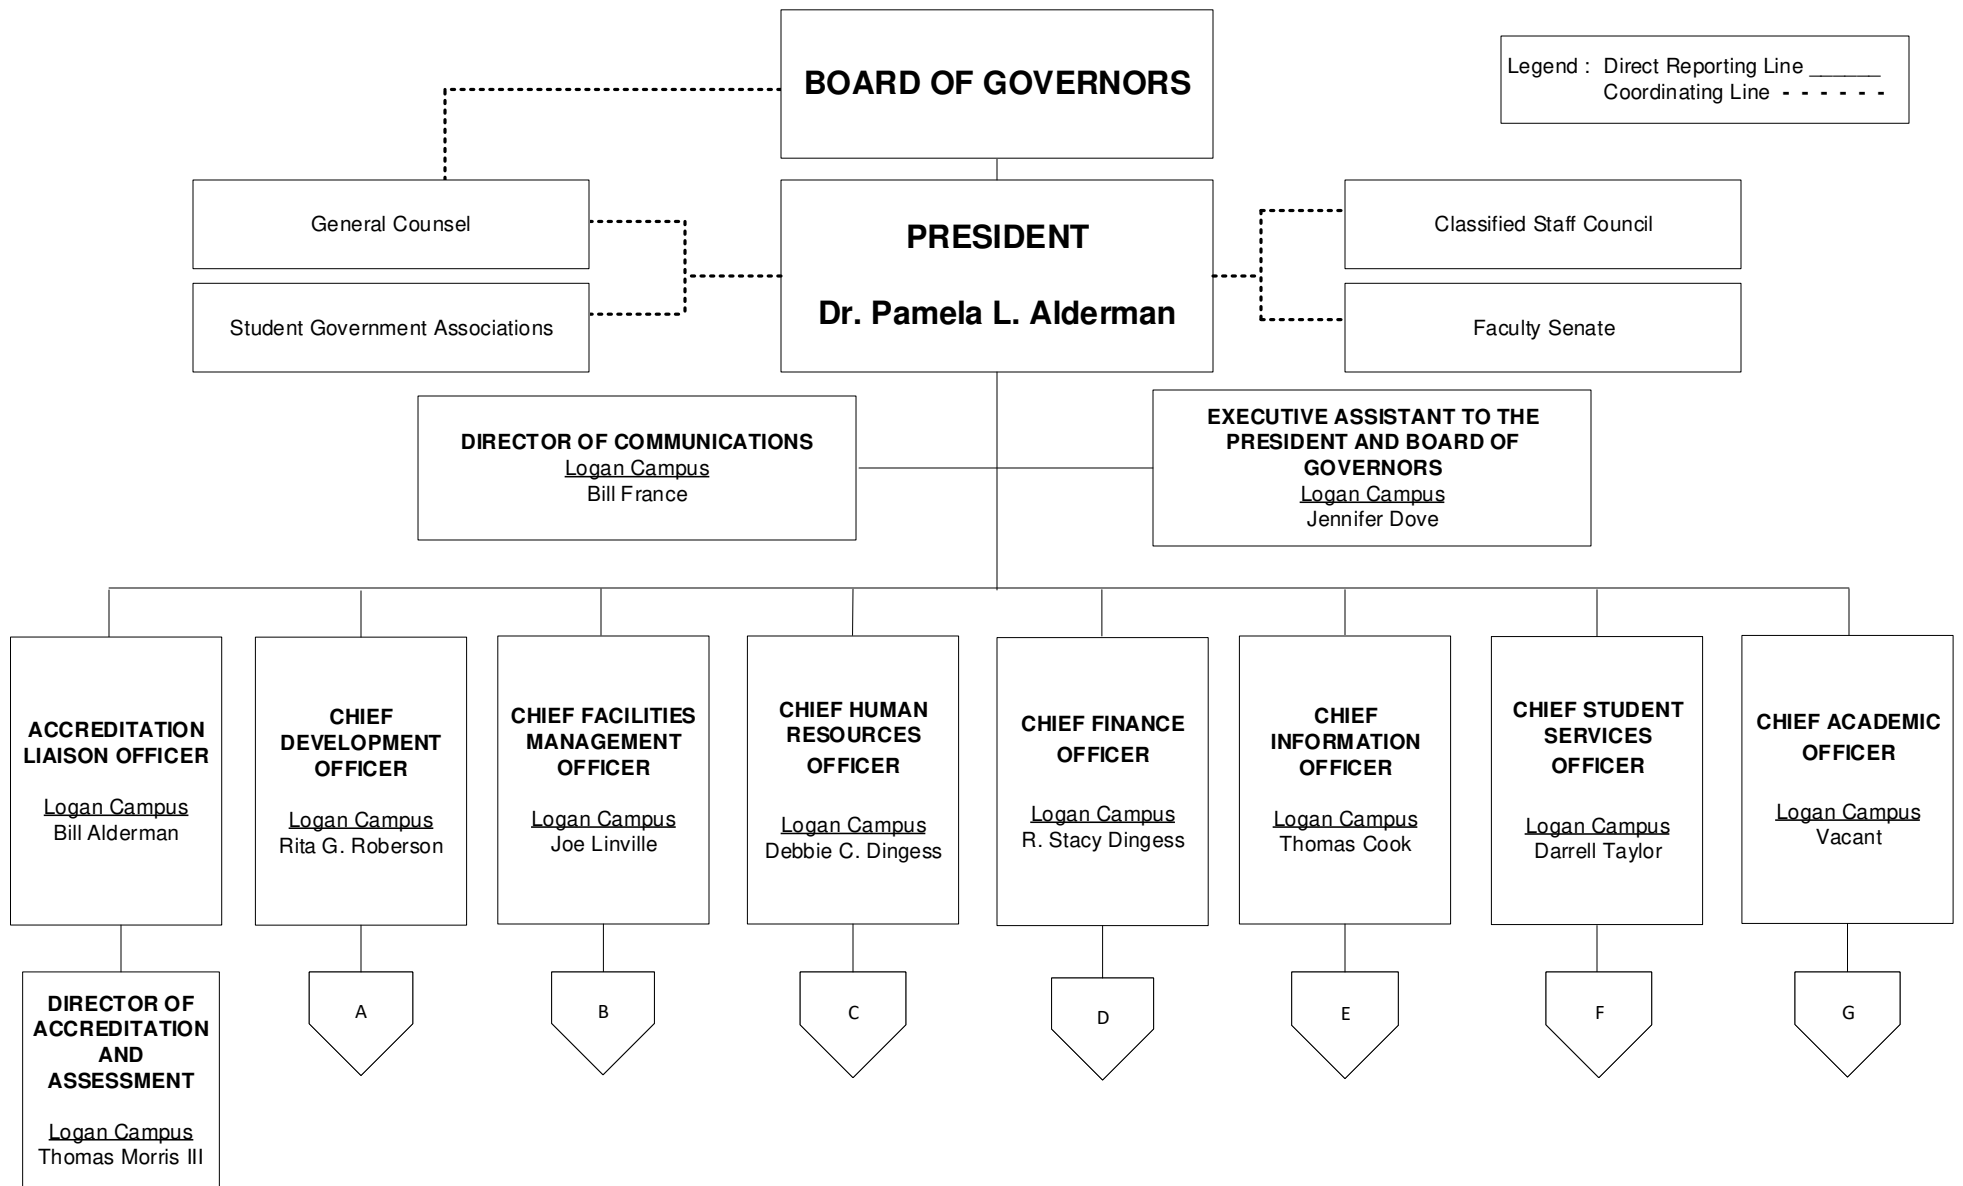 BOARD OF GOVERNORS
Legend : Direct Reporting Line ______
Coordinating Line - - - - - -
General Counsel
Student Government Associations
PRESIDENT
Dr. Pamela L. Alderman
Classified Staff Council
Faculty Senate
DIRECTOR OF COMMUNICATIONS
Logan Campus
Bill France
EXECUTIVE ASSISTANT TO THE
PRESIDENT AND BOARD OF
GOVERNORS
Logan Campus
Jennifer Dove
ACCREDITATION
LIAISON OFFICER
Logan Campus
Bill Alderman
CHIEF
DEVELOPMENT
OFFICER
Logan Campus
Rita G. Roberson
CHIEF FACILITIES
MANAGEMENT
OFFICER
Logan Campus
Joe Linville
CHIEF HUMAN
RESOURCES
OFFICER
Logan Campus
Debbie C. Dingess
CHIEF FINANCE
OFFICER
Logan Campus
R. Stacy Dingess
CHIEF
INFORMATION
OFFICER
Logan Campus
Thomas Cook
CHIEF STUDENT
SERVICES
OFFICER
Logan Campus
Darrell Taylor
CHIEF ACADEMIC
OFFICER
Logan Campus
Vacant
DIRECTOR OF
ACCREDITATION
AND
ASSESSMENT
Logan Campus
Thomas Morris III
A
B
C
D
E
F
G